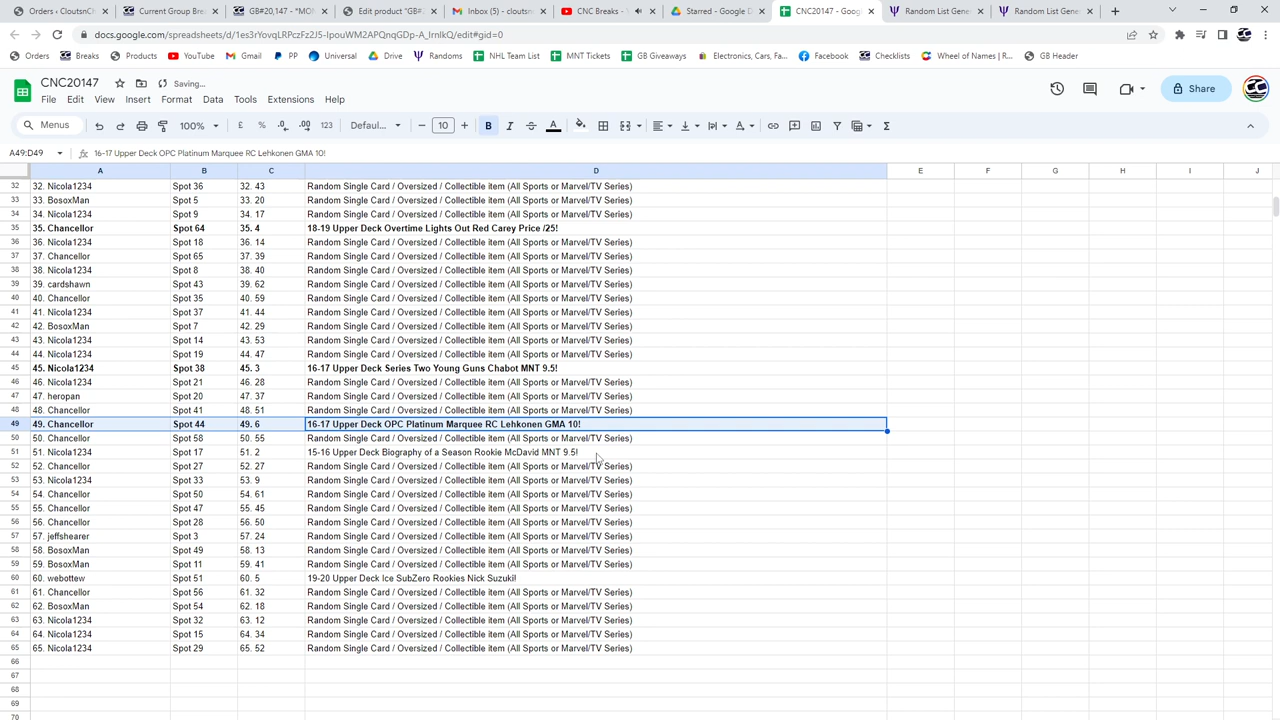 Orders ‹ CloutsnCh
Current Group Brea
GB#20,147 - "MON
Edit product "GB#2
Inbox (5) - cloutsn
CNC Breaks - Y
Starred - Google D
CNC20147 - Goog
Random List Gene
Random List Gene
docs.google.com/spreadsheets/d/1es3rYovqLRPczFz2J5-IpouWM2APQnqGDp-A_IrnlkQ/edit#gid=0
Orders
Breaks
Products
YouTube
Gmail
PP
Universal
Drive
Randoms
NHL Team List
MNT Tickets
GB Giveaways
Electronics, Cars, Fa...
Facebook
Checklists
Wheel of Names | R...
GB Header
CNC20147
Saving...
File Edit View Insert Format Data Tools Extensions Help
Share
Menus
100%
£ % .0 .00 123
Defaul...
10
B I A
A49:D49
16-17 Upper Deck OPC Platinum Marquee RC Lehkonen GMA 10!
A B C D E F G H I J
32 32. Nicola1234 Spot 36 32. 43 Random Single Card / Oversized / Collectible item (All Sports or Marvel/TV Series)
33 33. BosoxMan Spot 5 33. 20 Random Single Card / Oversized / Collectible item (All Sports or Marvel/TV Series)
34 34. Nicola1234 Spot 9 34. 17 Random Single Card / Oversized / Collectible item (All Sports or Marvel/TV Series)
35 35. Chancellor Spot 64 35. 4 18-19 Upper Deck Overtime Lights Out Red Carey Price /25!
36 36. Nicola1234 Spot 18 36. 14 Random Single Card / Oversized / Collectible item (All Sports or Marvel/TV Series)
37 37. Chancellor Spot 65 37. 39 Random Single Card / Oversized / Collectible item (All Sports or Marvel/TV Series)
38 38. Nicola1234 Spot 8 38. 40 Random Single Card / Oversized / Collectible item (All Sports or Marvel/TV Series)
39 39. cardshawn Spot 43 39. 62 Random Single Card / Oversized / Collectible item (All Sports or Marvel/TV Series)
40 40. Chancellor Spot 35 40. 59 Random Single Card / Oversized / Collectible item (All Sports or Marvel/TV Series)
41 41. Nicola1234 Spot 37 41. 44 Random Single Card / Oversized / Collectible item (All Sports or Marvel/TV Series)
42 42. BosoxMan Spot 7 42. 29 Random Single Card / Oversized / Collectible item (All Sports or Marvel/TV Series)
43 43. Nicola1234 Spot 14 43. 53 Random Single Card / Oversized / Collectible item (All Sports or Marvel/TV Series)
44 44. Nicola1234 Spot 19 44. 47 Random Single Card / Oversized / Collectible item (All Sports or Marvel/TV Series)
45 45. Nicola1234 Spot 38 45. 3 16-17 Upper Deck Series Two Young Guns Chabot MNT 9.5!
46 46. Nicola1234 Spot 21 46. 28 Random Single Card / Oversized / Collectible item (All Sports or Marvel/TV Series)
47 47. heropan Spot 20 47. 37 Random Single Card / Oversized / Collectible item (All Sports or Marvel/TV Series)
48 48. Chancellor Spot 41 48. 51 Random Single Card / Oversized / Collectible item (All Sports or Marvel/TV Series)
49 49. Chancellor Spot 44 49. 6 16-17 Upper Deck OPC Platinum Marquee RC Lehkonen GMA 10!
50 50. Chancellor Spot 58 50. 55 Random Single Card / Oversized / Collectible item (All Sports or Marvel/TV Series)
51 51. Nicola1234 Spot 17 51. 2 15-16 Upper Deck Biography of a Season Rookie McDavid MNT 9.5!
52 52. Chancellor Spot 27 52. 27 Random Single Card / Oversized / Collectible item (All Sports or Marvel/TV Series)
53 53. Nicola1234 Spot 33 53. 9 Random Single Card / Oversized / Collectible item (All Sports or Marvel/TV Series)
54 54. Chancellor Spot 50 54. 61 Random Single Card / Oversized / Collectible item (All Sports or Marvel/TV Series)
55 55. Chancellor Spot 47 55. 45 Random Single Card / Oversized / Collectible item (All Sports or Marvel/TV Series)
56 56. Chancellor Spot 28 56. 50 Random Single Card / Oversized / Collectible item (All Sports or Marvel/TV Series)
57 57. jeffshearer Spot 3 57. 24 Random Single Card / Oversized / Collectible item (All Sports or Marvel/TV Series)
58 58. BosoxMan Spot 49 58. 13 Random Single Card / Oversized / Collectible item (All Sports or Marvel/TV Series)
59 59. BosoxMan Spot 11 59. 41 Random Single Card / Oversized / Collectible item (All Sports or Marvel/TV Series)
60 60. webottew Spot 51 60. 5 19-20 Upper Deck Ice SubZero Rookies Nick Suzuki!
61 61. Chancellor Spot 56 61. 32 Random Single Card / Oversized / Collectible item (All Sports or Marvel/TV Series)
62 62. BosoxMan Spot 54 62. 18 Random Single Card / Oversized / Collectible item (All Sports or Marvel/TV Series)
63 63. Nicola1234 Spot 32 63. 12 Random Single Card / Oversized / Collectible item (All Sports or Marvel/TV Series)
64 64. Nicola1234 Spot 15 64. 34 Random Single Card / Oversized / Collectible item (All Sports or Marvel/TV Series)
65 65. Nicola1234 Spot 29 65. 52 Random Single Card / Oversized / Collectible item (All Sports or Marvel/TV Series)
66
67
68
69
70